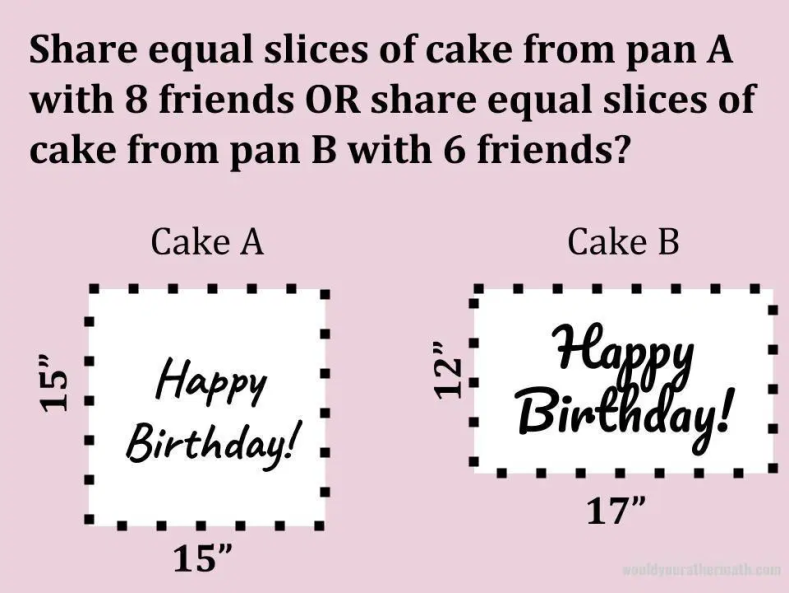 Share equal slices of cake from pan A
with 8 friends OR share equal slices of
cake from pan B with 6 friends?
Cake A
Cake B
15”
Happy
Birthday!
15”
12”
Happy
Birthday!
17”
wouldyourathermath.com